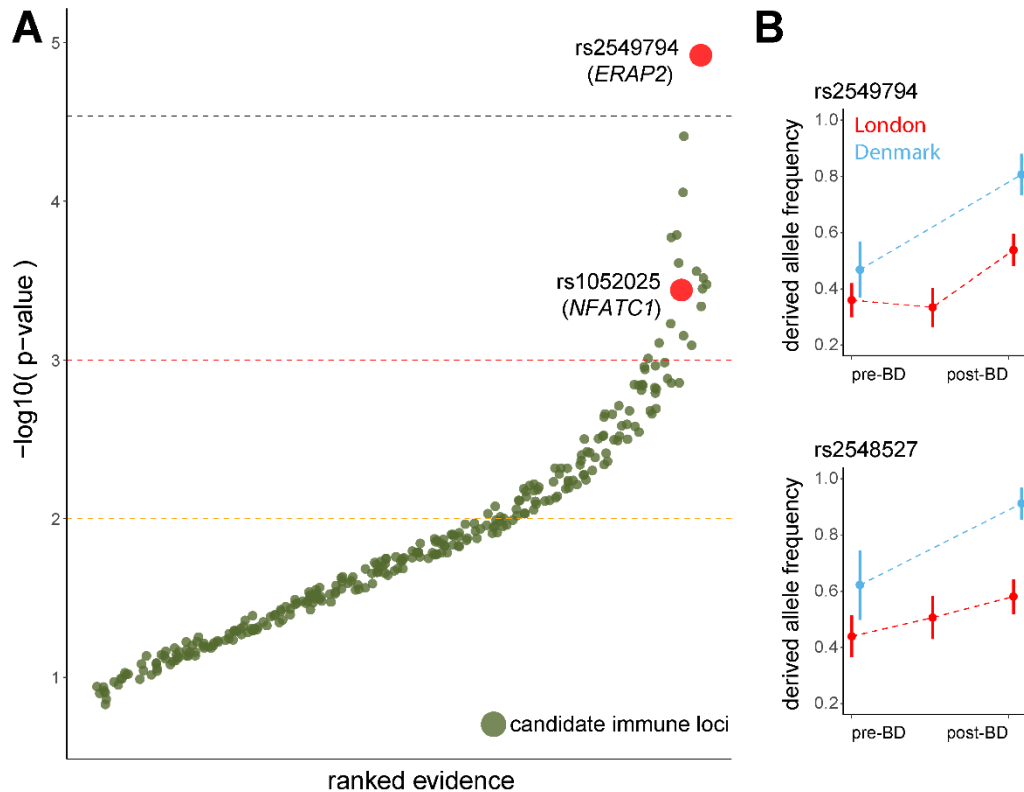 A
−log10( p−value )
5
4
3
2
1
rs2549794
(ERAP2)
rs1052025
(NFATC1)
candidate immune loci
ranked evidence
B
rs2549794
London
Denmark
derived allele frequency
1.0
0.8
0.6
0.4
0.2
pre-BD
post-BD
rs2548527
derived allele frequency
1.0
0.8
0.6
0.4
0.2
pre-BD
post-BD